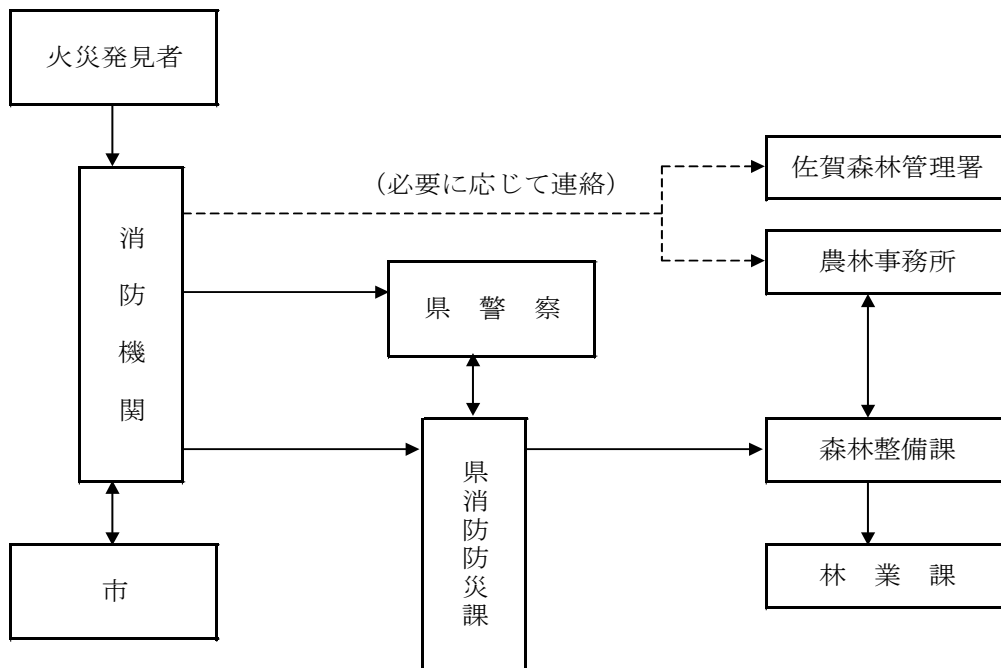 火災発見者
佐賀森林管理署
(必要に応じて連絡)
消防機関
農林事務所
県 警 察
県消防防災課
森林整備課
市
林 業 課